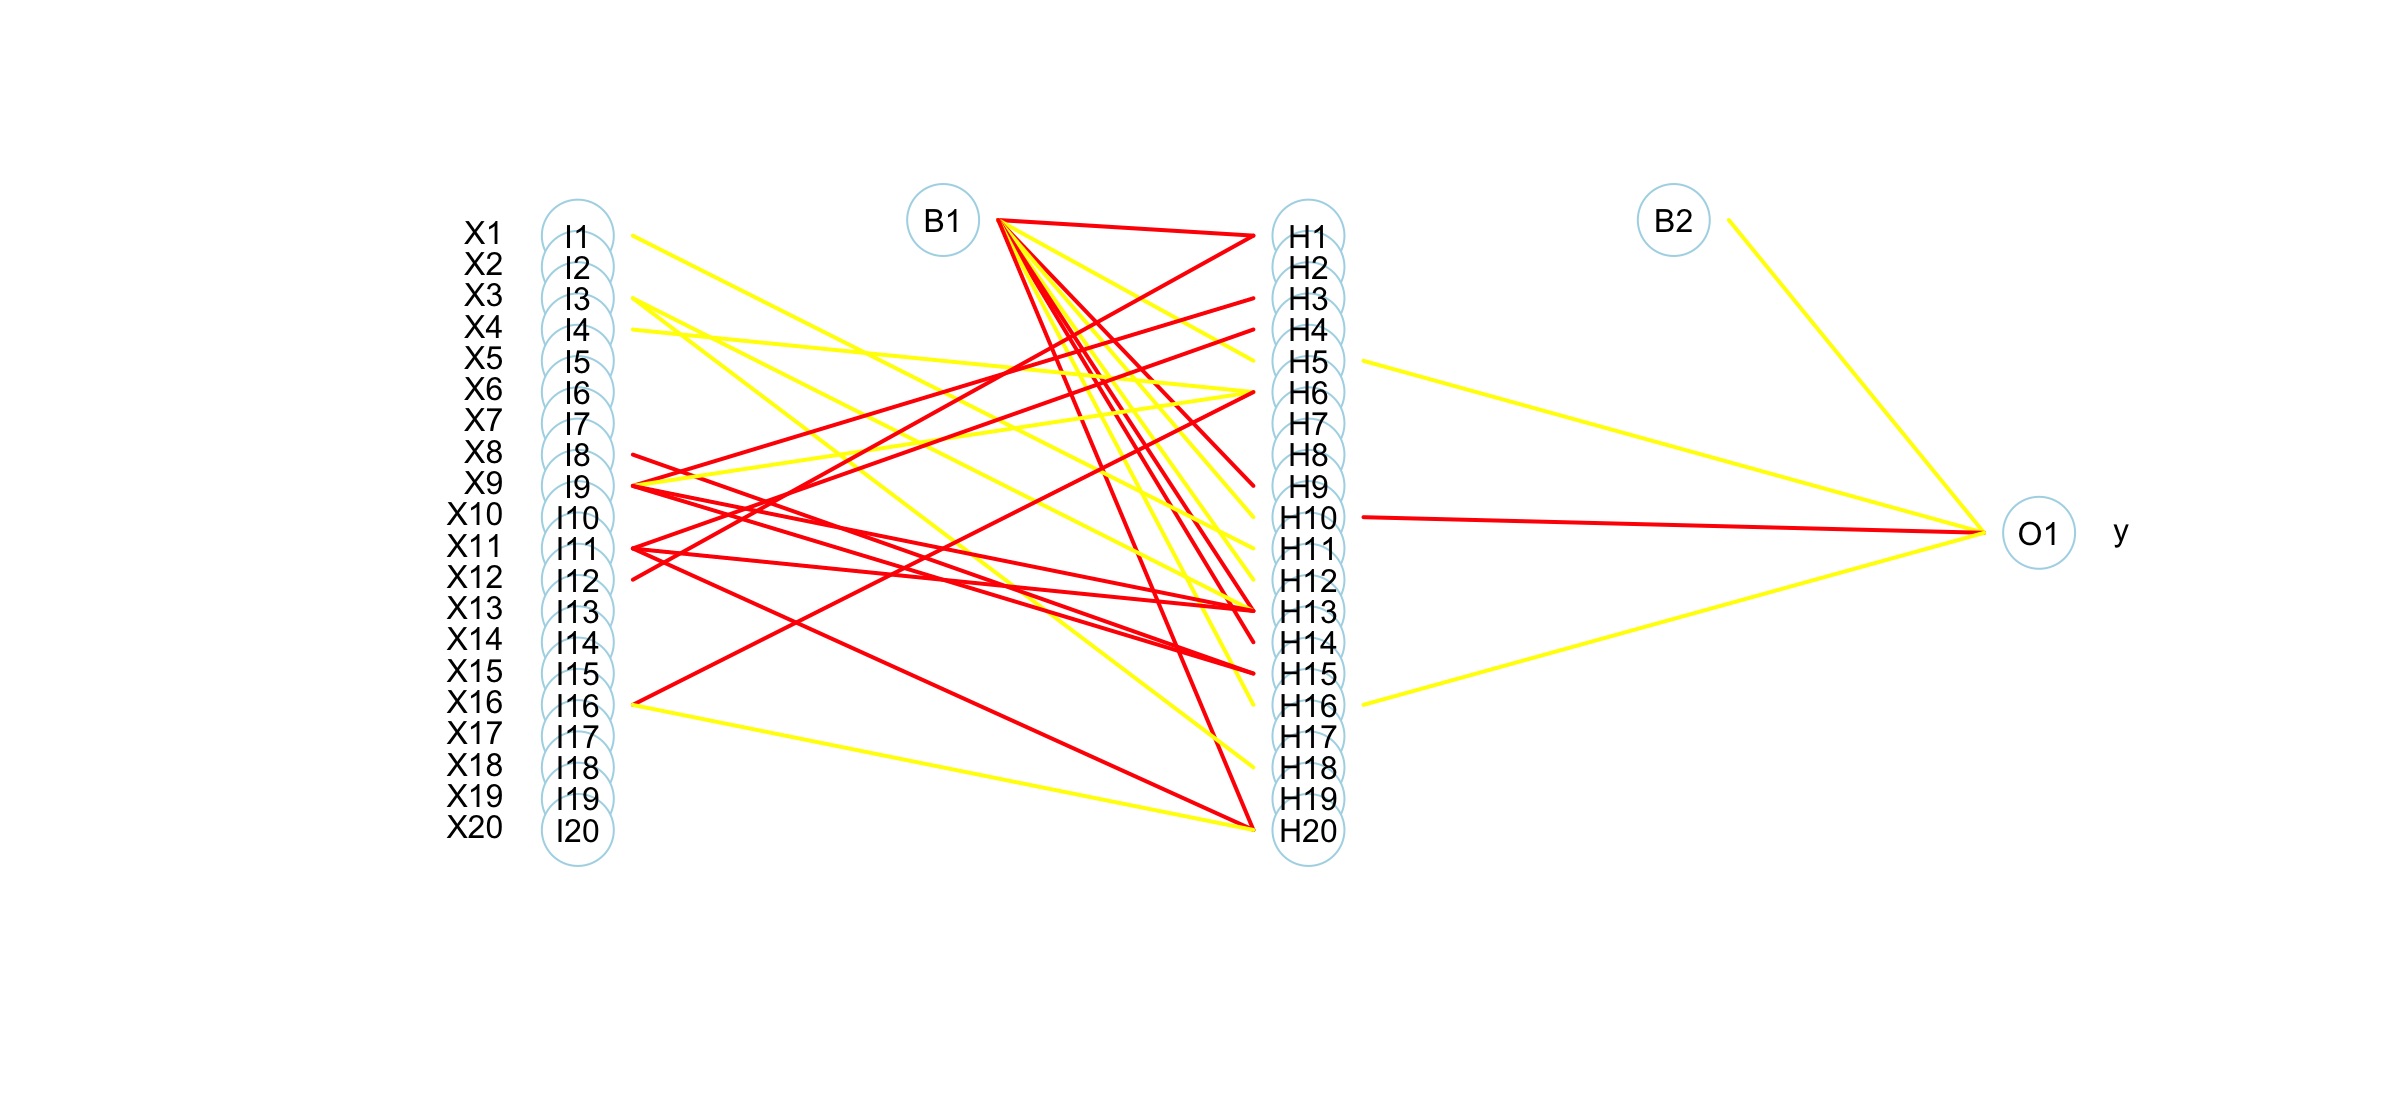 B1 B2
X1 I1 H1
X2 I2 H2
X3 I3 H3
X4 I4 H4
X5 I5 H5
X6 I6 H6
X7 I7 H7
X8 I8 H8
X9 I9 H9
X10 I10 H10
O1 y
X11 I11 H11
X12 I12 H12
X13 I13 H13
X14 I14 H14
X15 I15 H15
X16 I16 H16
X17 I17 H17
X18 I18 H18
X19 I19 H19
X20 I20 H20